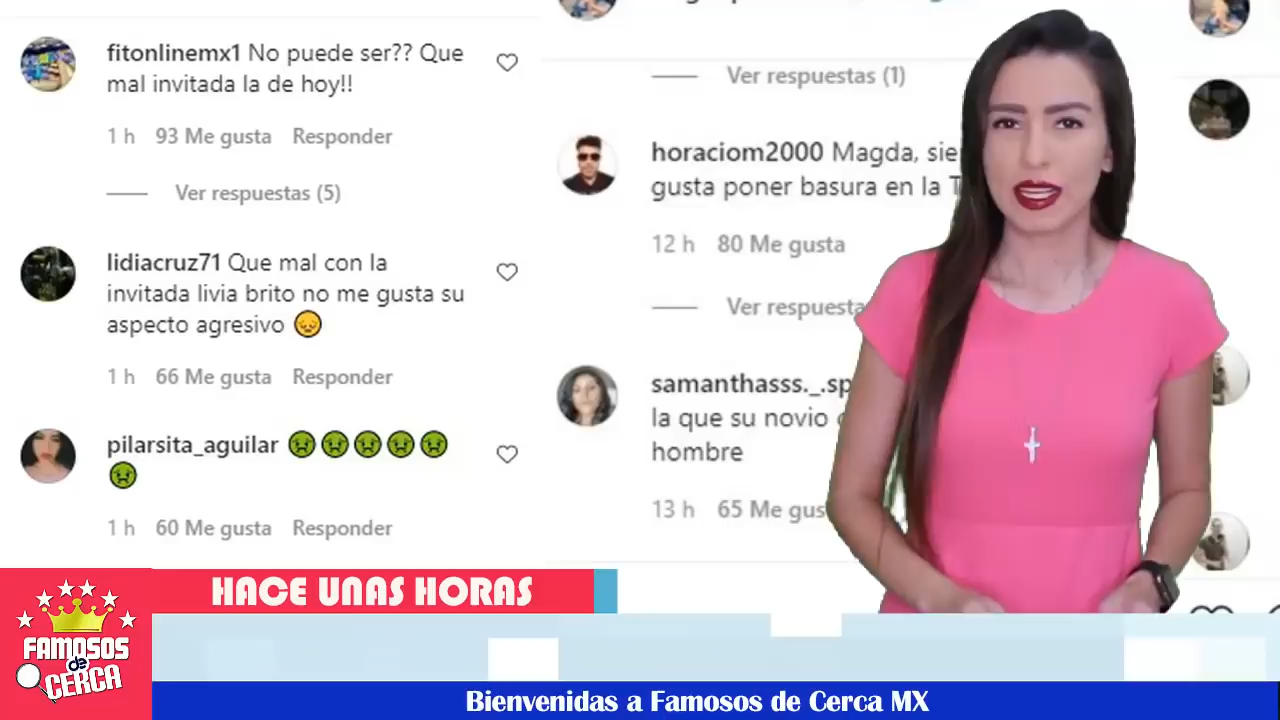 fitonlinemx1 No puede ser?? Que
mal invitada la de hoy!!
1 h 93 Me gusta Responder
Ver respuestas (5)
lidiacruz71 Que mal con la
invitada livia brito no me gusta su
aspecto agresivo 😞
1 h 66 Me gusta Responder
pilarsita_aguilar 🤢🤢🤢🤢🤢
🤢
1 h 60 Me gusta Responder
Ver respuestas (1)
horaciom2000 Magda, sie
gusta poner basura en la T
12 h 80 Me gusta
Ver respuesta
samanthasss._.sp
la que su novio
hombre
13 h 65 Me gus
HACE UNAS HORAS
FAMOSOS
de
CERCA
Bienvenidas a Famosos de Cerca MX